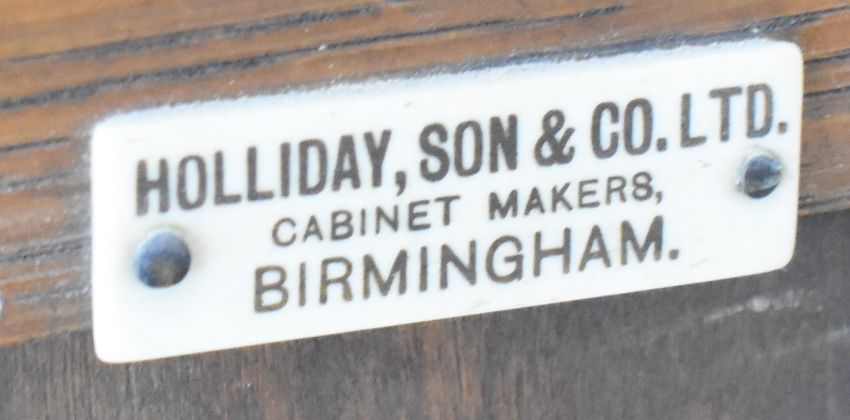 HOLLIDAY, SON & CO. LTD.
CABINET MAKERS,
BIRMINGHAM.